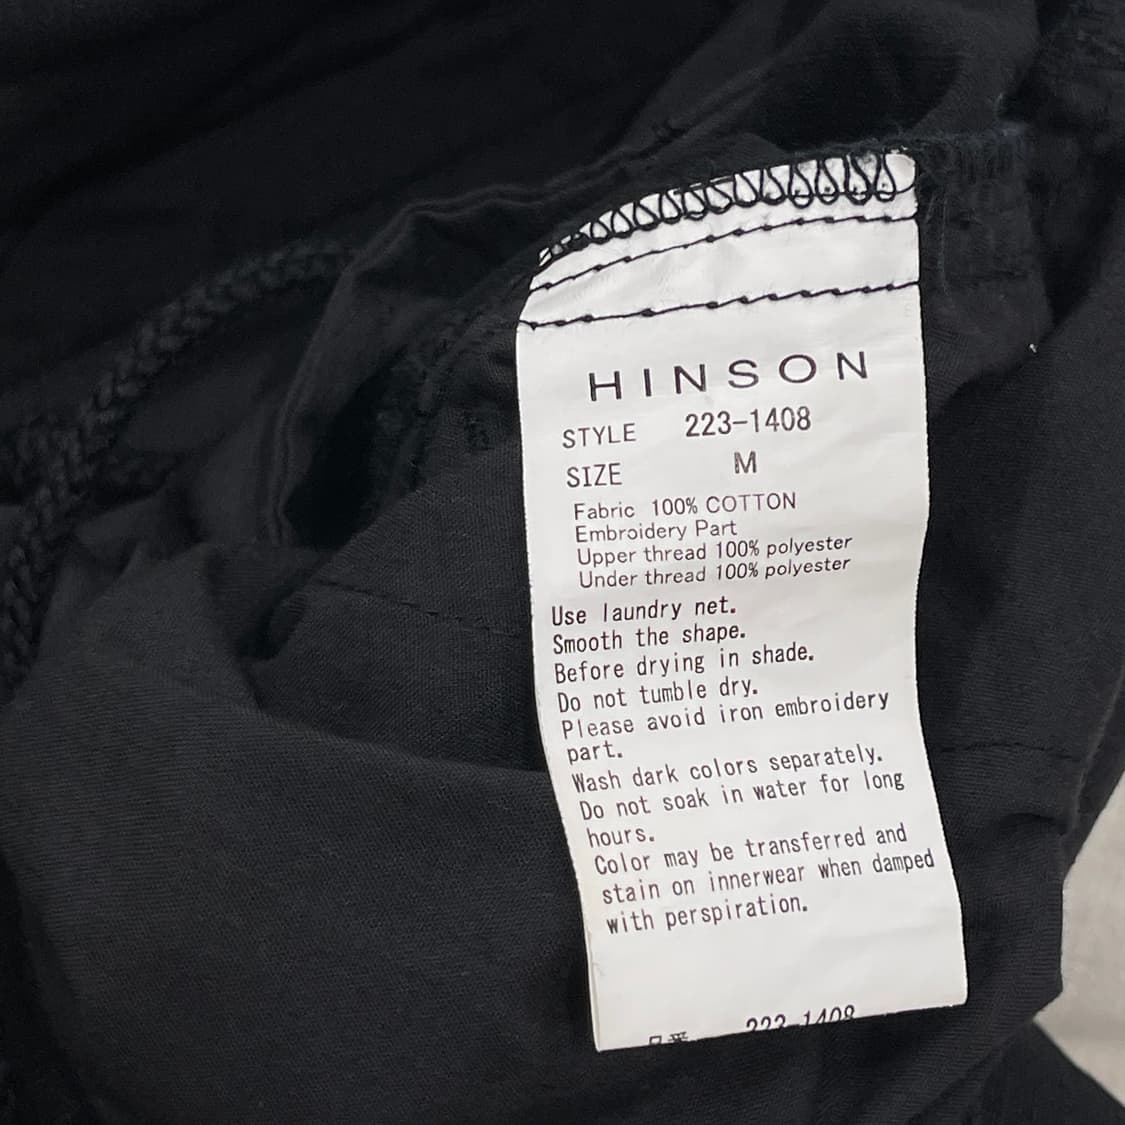 HINSON
STYLE 223-1408
SIZE M
Fabric 100% COTTON
Embroidery Part
Upper thread 100% polyester
Under thread 100% polyester
Use laundry net.
Smooth the shape.
Before drying in shade.
Do not tumble dry.
Please avoid iron embroidery
part.
Wash dark colors separately.
Do not soak in water for long
hours.
Color may be transferred and
stain on innerwear when damped
with perspiration.
223-1408